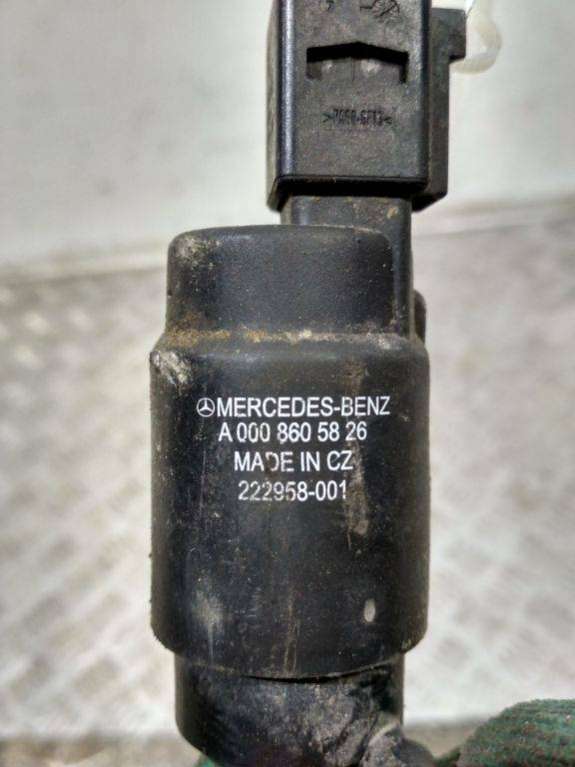 MERCEDES-BENZ
A 000 860 58 26
MADE IN CZ
222958-001